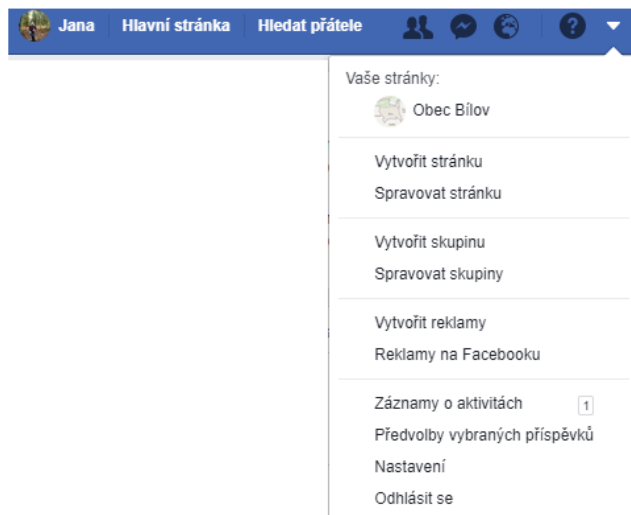 Jana Hlavní stránka Hledat přátele
Vaše stránky:
Obec Bílov
Vytvořit stránku
Spravovat stránku
Vytvořit skupinu
Spravovat skupiny
Vytvořit reklamy
Reklamy na Facebooku
Záznamy o aktivitách 1
Předvolby vybraných příspěvků
Nastavení
Odhlásit se